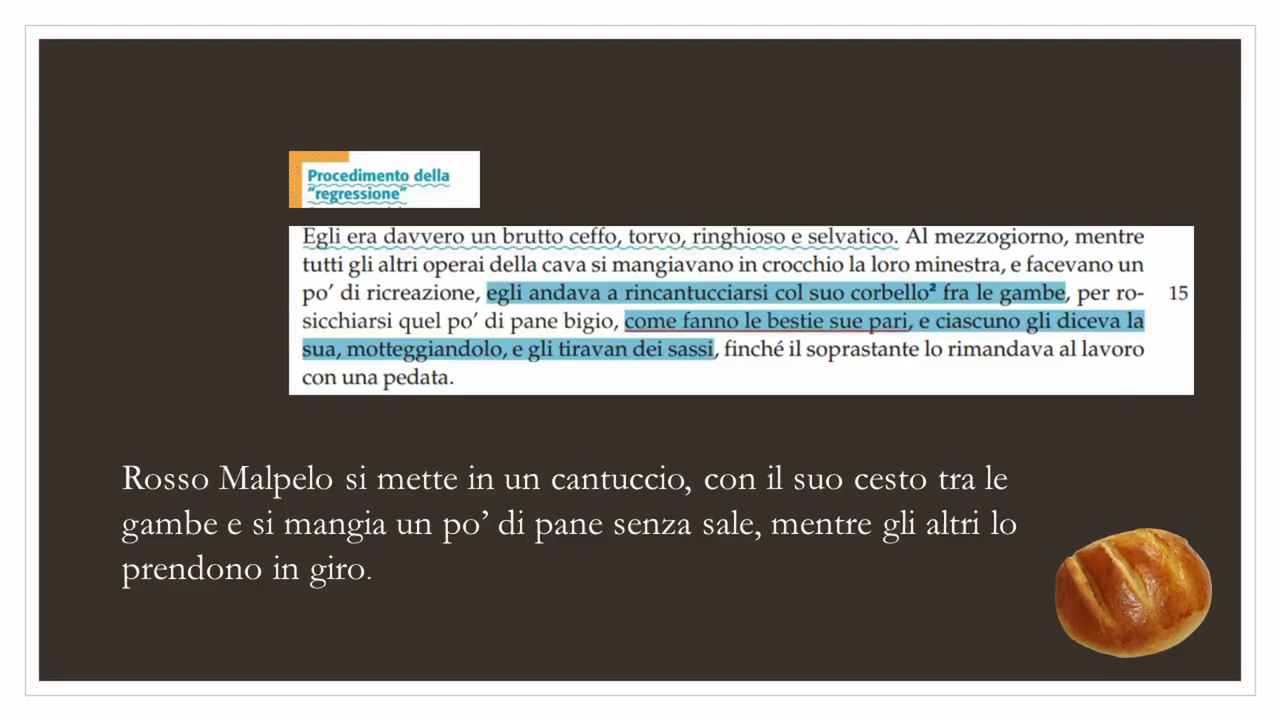 Procedimento della
"regressione"
Egli era davvero un brutto ceffo, torvo, ringhioso e selvatico. Al mezzogiorno, mentre
tutti gli altri operai della cava si mangiavano in crocchio la loro minestra, e facevano un
po’ di ricreazione, egli andava a rincantucciarsi col suo corbello² fra le gambe, per ro- 15
sicchiarsi quel po’ di pane bigio, come fanno le bestie sue pari, e ciascuno gli diceva la
sua, motteggiandolo, e gli tiravan dei sassi, finché il soprastante lo rimandava al lavoro
con una pedata.
Rosso Malpelo si mette in un cantuccio, con il suo cesto tra le
gambe e si mangia un po’ di pane senza sale, mentre gli altri lo
prendono in giro.